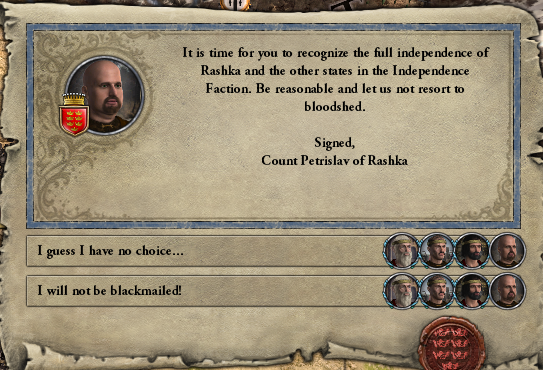 It is time for you to recognize the full independence of
Rashka and the other states in the Independence
Faction. Be reasonable and let us not resort to
bloodshed.
Signed,
Count Petrislav of Rashka
I guess I have no choice...
I will not be blackmailed!